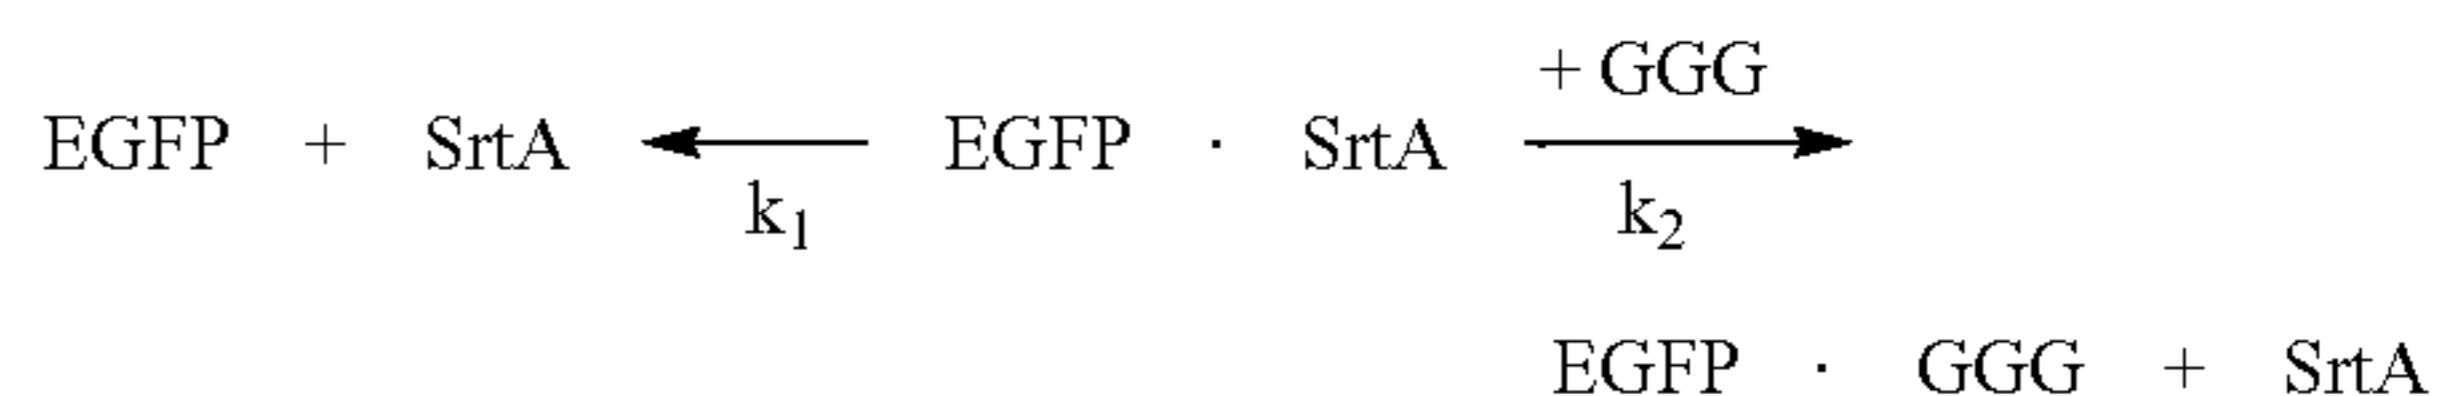 + GGG
EGFP + SrtA ← EGFP · SrtA →
k₁ k₂
EGFP · GGG + SrtA